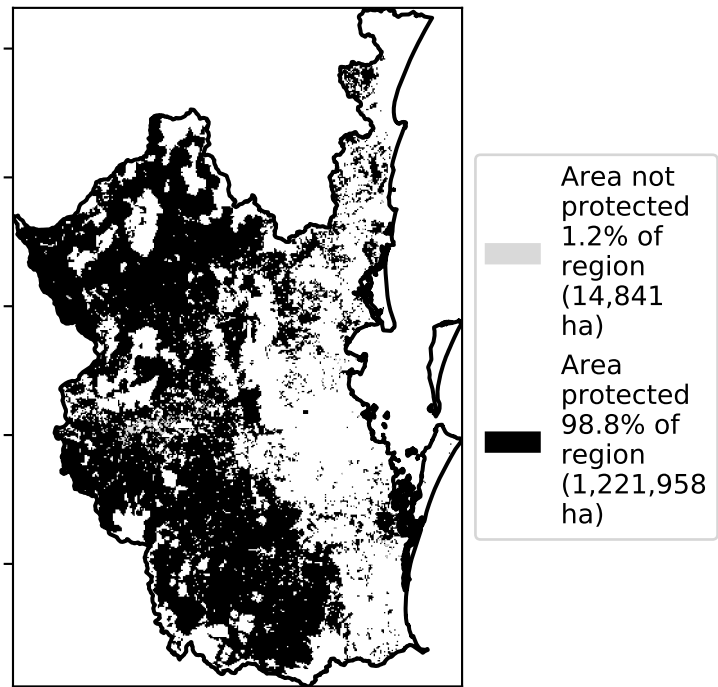 Area not
protected
1.2% of
region
(14,841
ha)
Area
protected
98.8% of
region
(1,221,958
ha)